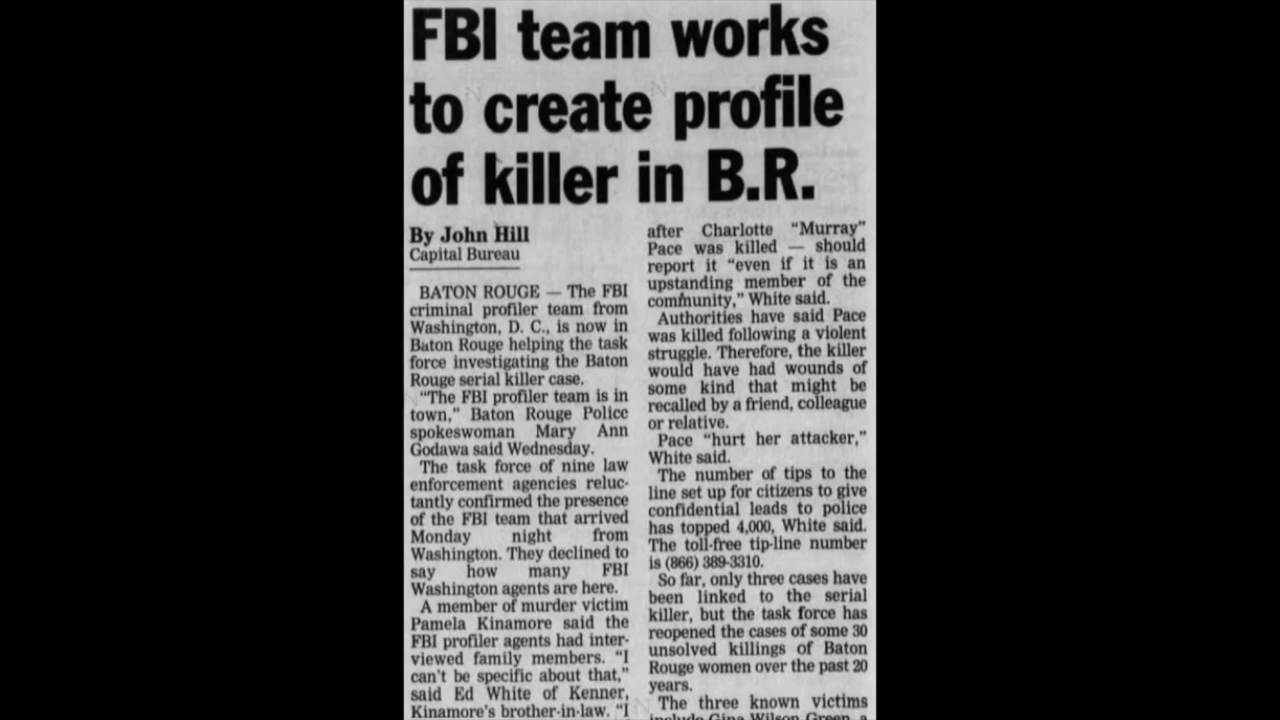 FBI team works
to create profile
of killer in B.R.
By John Hill
Capital Bureau
BATON ROUGE — The FBI
criminal profiler team from
Washington, D. C., is now in
Baton Rouge helping the task
force investigating the Baton
Rouge serial killer case.
"The FBI profiler team is in
town," Baton Rouge Police
spokeswoman Mary Ann
Godawa said Wednesday.
The task force of nine law
enforcement agencies reluc-
tantly confirmed the presence
of the FBI team that arrived
Monday night from
Washington. They declined to
say how many FBI
Washington agents are here.
A member of murder victim
Pamela Kinamore said the
FBI profiler agents had inter-
viewed family members. "I
can't be specific about that,"
said Ed White of Kenner,
Kinamore's brother-in-law. "I
after Charlotte "Murray"
Pace was killed — should
report it "even if it is an
upstanding member of the
community," White said.
Authorities have said Pace
was killed following a violent
struggle. Therefore, the killer
would have had wounds of
some kind that might be
recalled by a friend, colleague
or relative.
Pace "hurt her attacker,"
White said.
The number of tips to the
line set up for citizens to give
confidential leads to police
has topped 4,000, White said.
The toll-free tip-line number
is (866) 389-3310.
So far, only three cases have
been linked to the serial
killer, but the task force has
reopened the cases of some 30
unsolved killings of Baton
Rouge women over the past 20
years.
The three known victims
include Gina Wilson Green, a